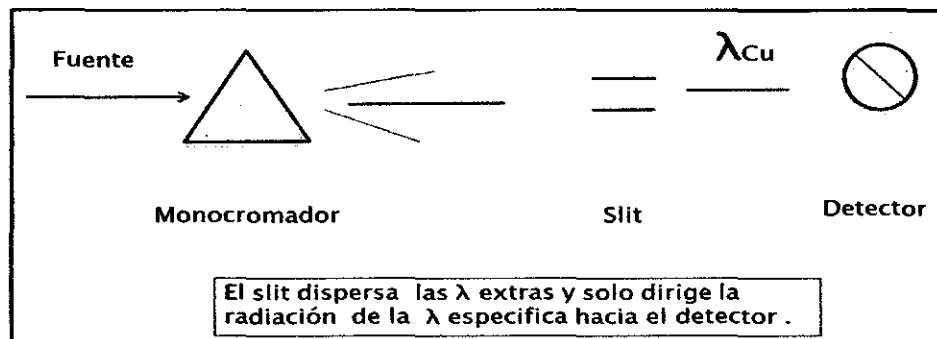 Fuente
λCu
Monocromador
Slit
Detector
El slit dispersa las λ extras y solo dirige la
radiación de la λ especifica hacia el detector .